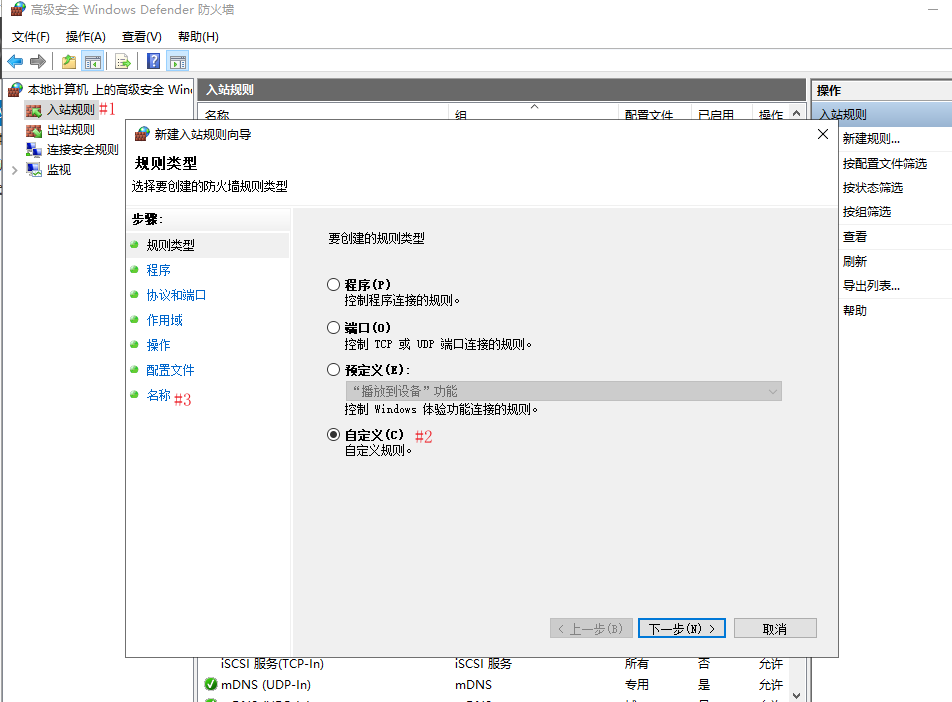 高级安全 Windows Defender 防火墙
文件(F) 操作(A) 查看(V) 帮助(H)
本地计算机 上的高级安全 Win
入站规则 #1
出站规则
连接安全规则
监视
入站规则
名称 组 配置文件 已启用 操作
操作
入站规则
新建规则...
按配置文件筛选
按状态筛选
按组筛选
查看
刷新
导出列表...
帮助
新建入站规则向导
规则类型
选择要创建的防火墙规则类型
步骤:
规则类型
程序
协议和端口
作用域
操作
配置文件
名称 #3
要创建的规则类型
程序(P)
控制程序连接的规则。
端口(O)
控制 TCP 或 UDP 端口连接的规则。
预定义(E):
“播放到设备”功能
控制 Windows 体验功能连接的规则。
自定义(C) #2
自定义规则。
< 上一步(B) 下一步(N) > 取消
iSCSI 服务(TCP-In) iSCSI 服务 所有 否 允许
mDNS (UDP-In) mDNS 专用 是 允许